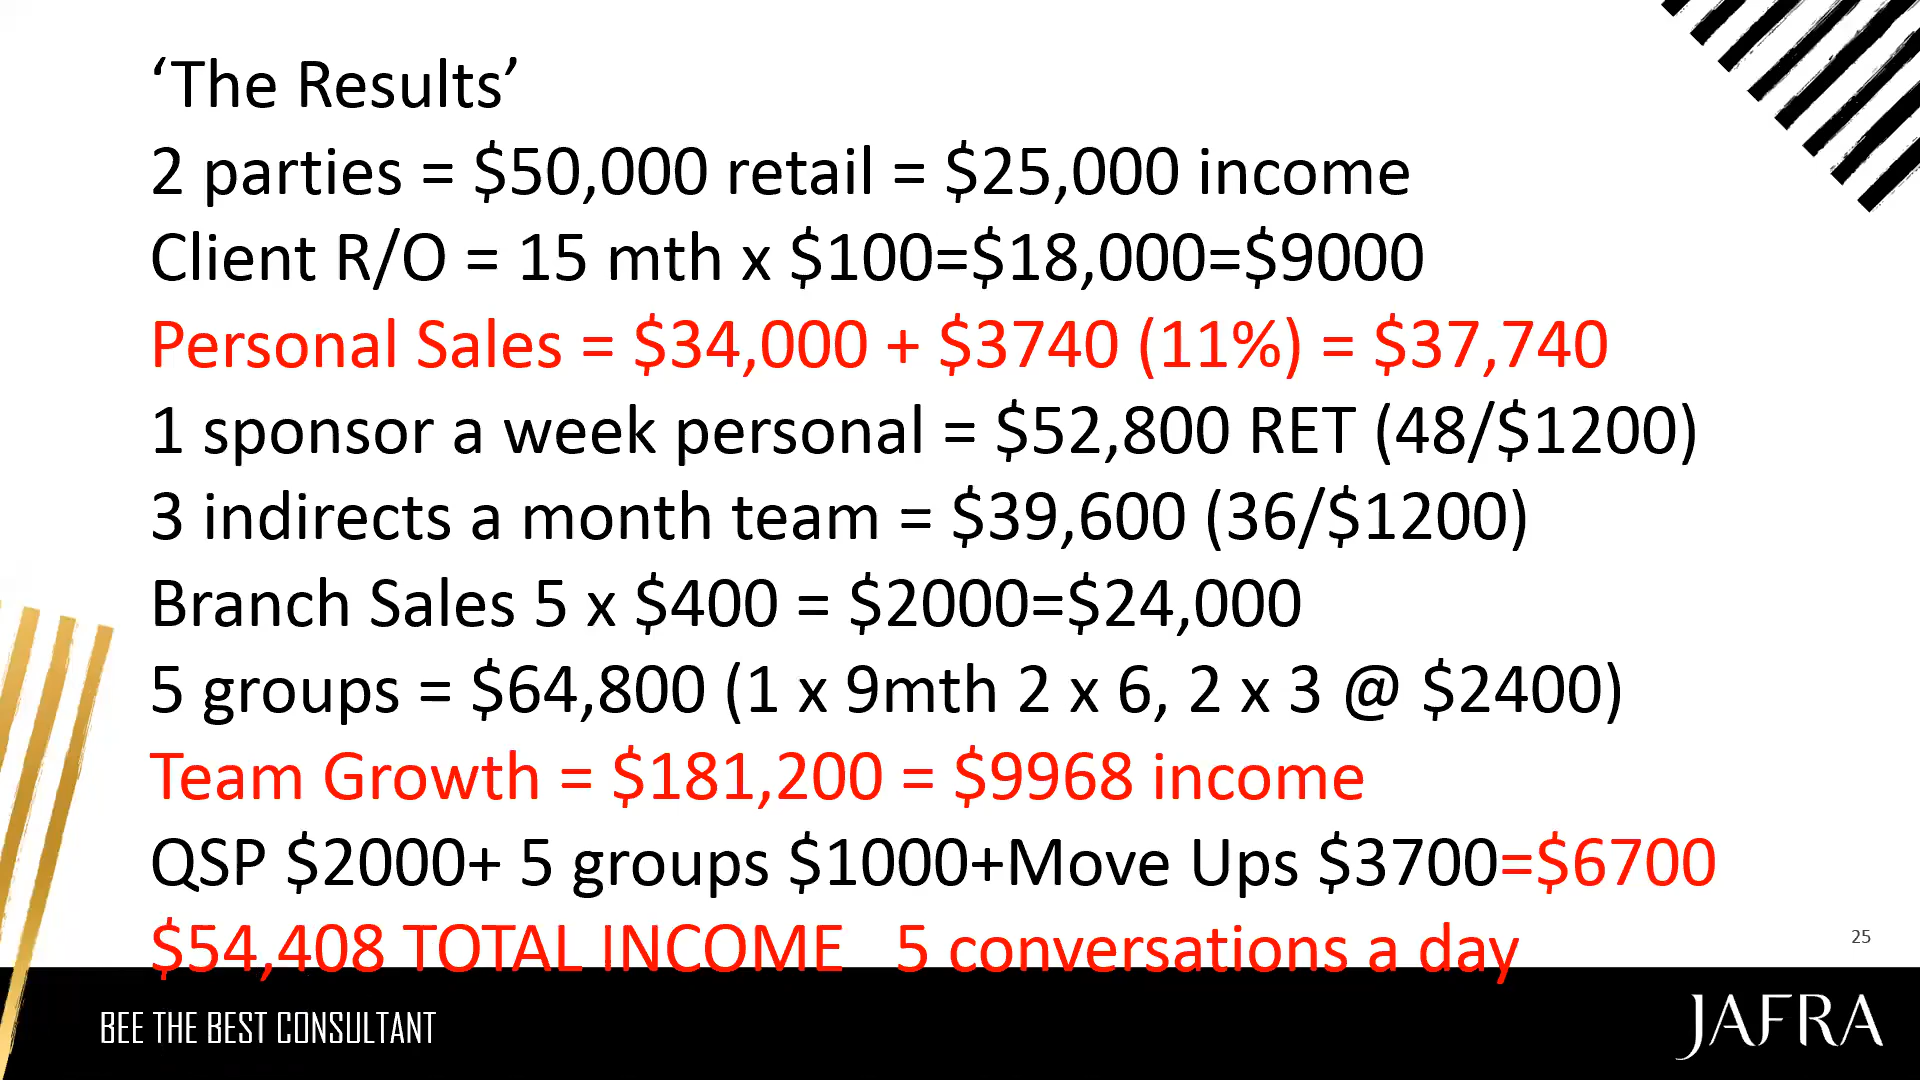 ‘The Results’
2 parties = $50,000 retail = $25,000 income
Client R/O = 15 mth x $100=$18,000=$9000
Personal Sales = $34,000 + $3740 (11%) = $37,740
1 sponsor a week personal = $52,800 RET (48/$1200)
3 indirects a month team = $39,600 (36/$1200)
Branch Sales 5 x $400 = $2000=$24,000
5 groups = $64,800 (1 x 9mth 2 x 6, 2 x 3 @ $2400)
Team Growth = $181,200 = $9968 income
QSP $2000+ 5 groups $1000+Move Ups $3700=$6700
$54,408 TOTAL INCOME 5 conversations a day
25
BEE THE BEST CONSULTANT
JAFRA